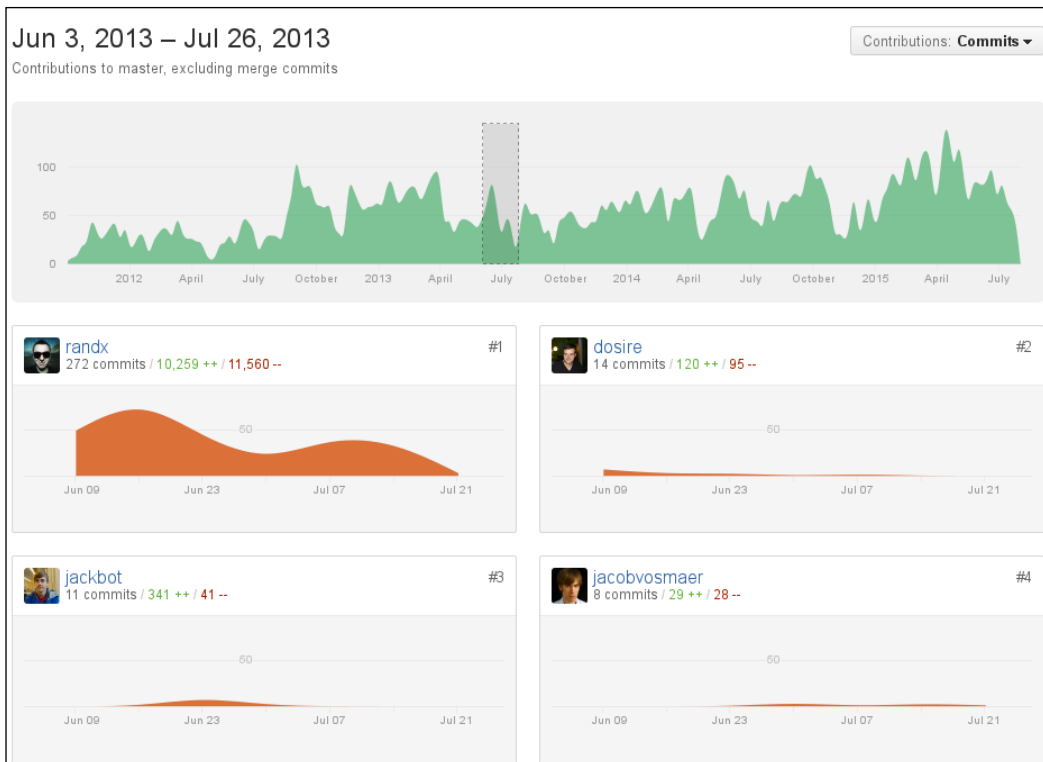 Jun 3, 2013 – Jul 26, 2013
Contributions: Commits
Contributions to master, excluding merge commits
100
50
0
2012 April July October 2013 April July October 2014 April July October 2015 April July
randx #1
272 commits / 10,259 ++ / 11,560 --
50
Jun 09 Jun 23 Jul 07 Jul 21
dosire #2
14 commits / 120 ++ / 95 --
50
Jun 09 Jun 23 Jul 07 Jul 21
jackbot #3
11 commits / 341 ++ / 41 --
50
Jun 09 Jun 23 Jul 07 Jul 21
jacobvosmaer #4
8 commits / 29 ++ / 28 --
50
Jun 09 Jun 23 Jul 07 Jul 21